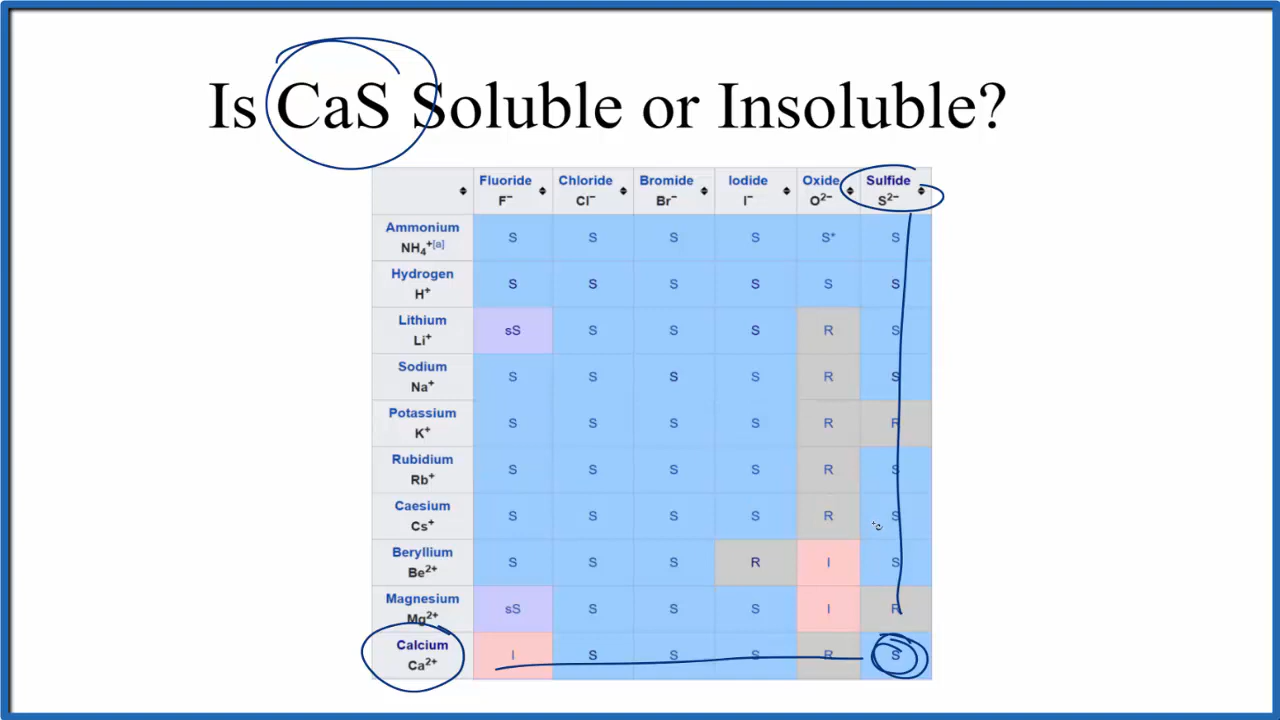 Is CaS Soluble or Insoluble?
Fluoride Chloride Bromide Iodide Oxide Sulfide
F⁻ Cl⁻ Br⁻ I⁻ O²⁻ S²⁻
Ammonium
NH₄⁺[a] S S S S S* S
Hydrogen
H⁺ S S S S S S
Lithium
Li⁺ sS S S S R S
Sodium
Na⁺ S S S S R S
Potassium
K⁺ S S S S R R
Rubidium
Rb⁺ S S S S R S
Caesium
Cs⁺ S S S S R S
Beryllium
Be²⁺ S S S R I S
Magnesium
Mg²⁺ sS S S S I R
Calcium
Ca²⁺ I S S S R S